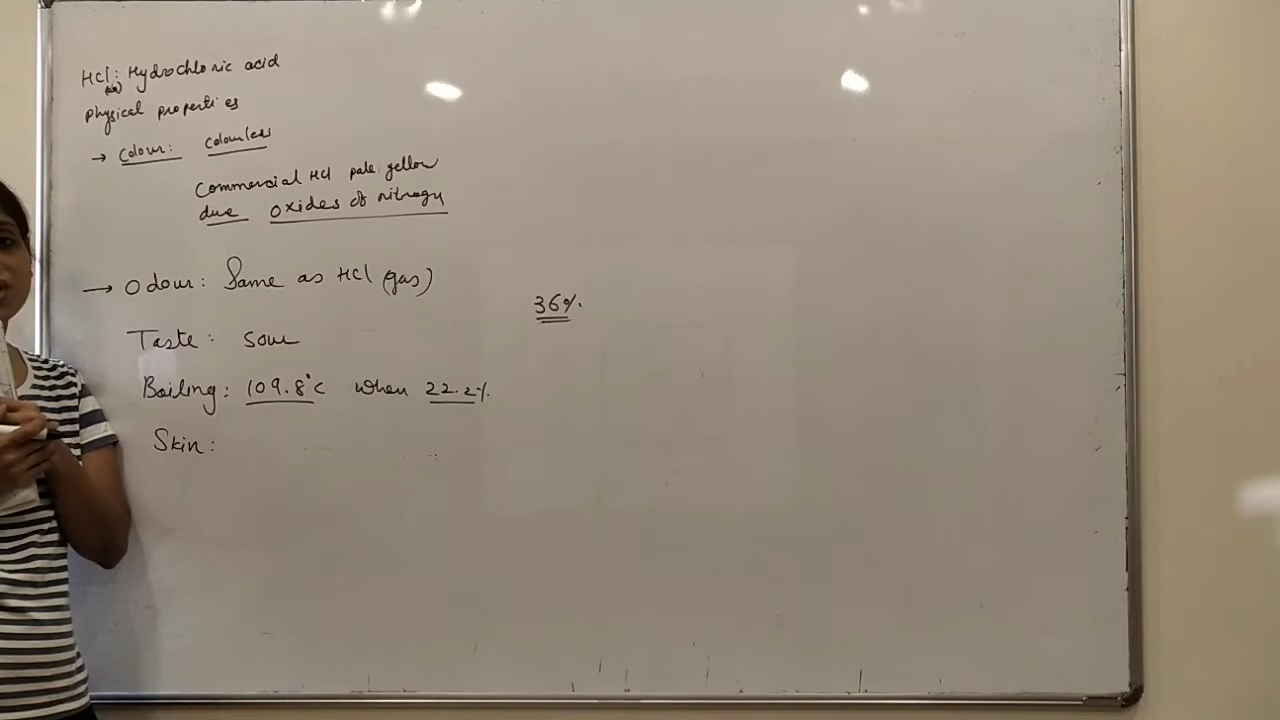 HCl: Hydrochloric acid
Physical properties
→ Colour: Colourless
Commercial HCl pale yellow
due oxides of nitrogen
→ Odour: Same as HCl (gas)
36%.
Taste: Sour
Boiling: 109.8°C when 22.2%.
Skin: